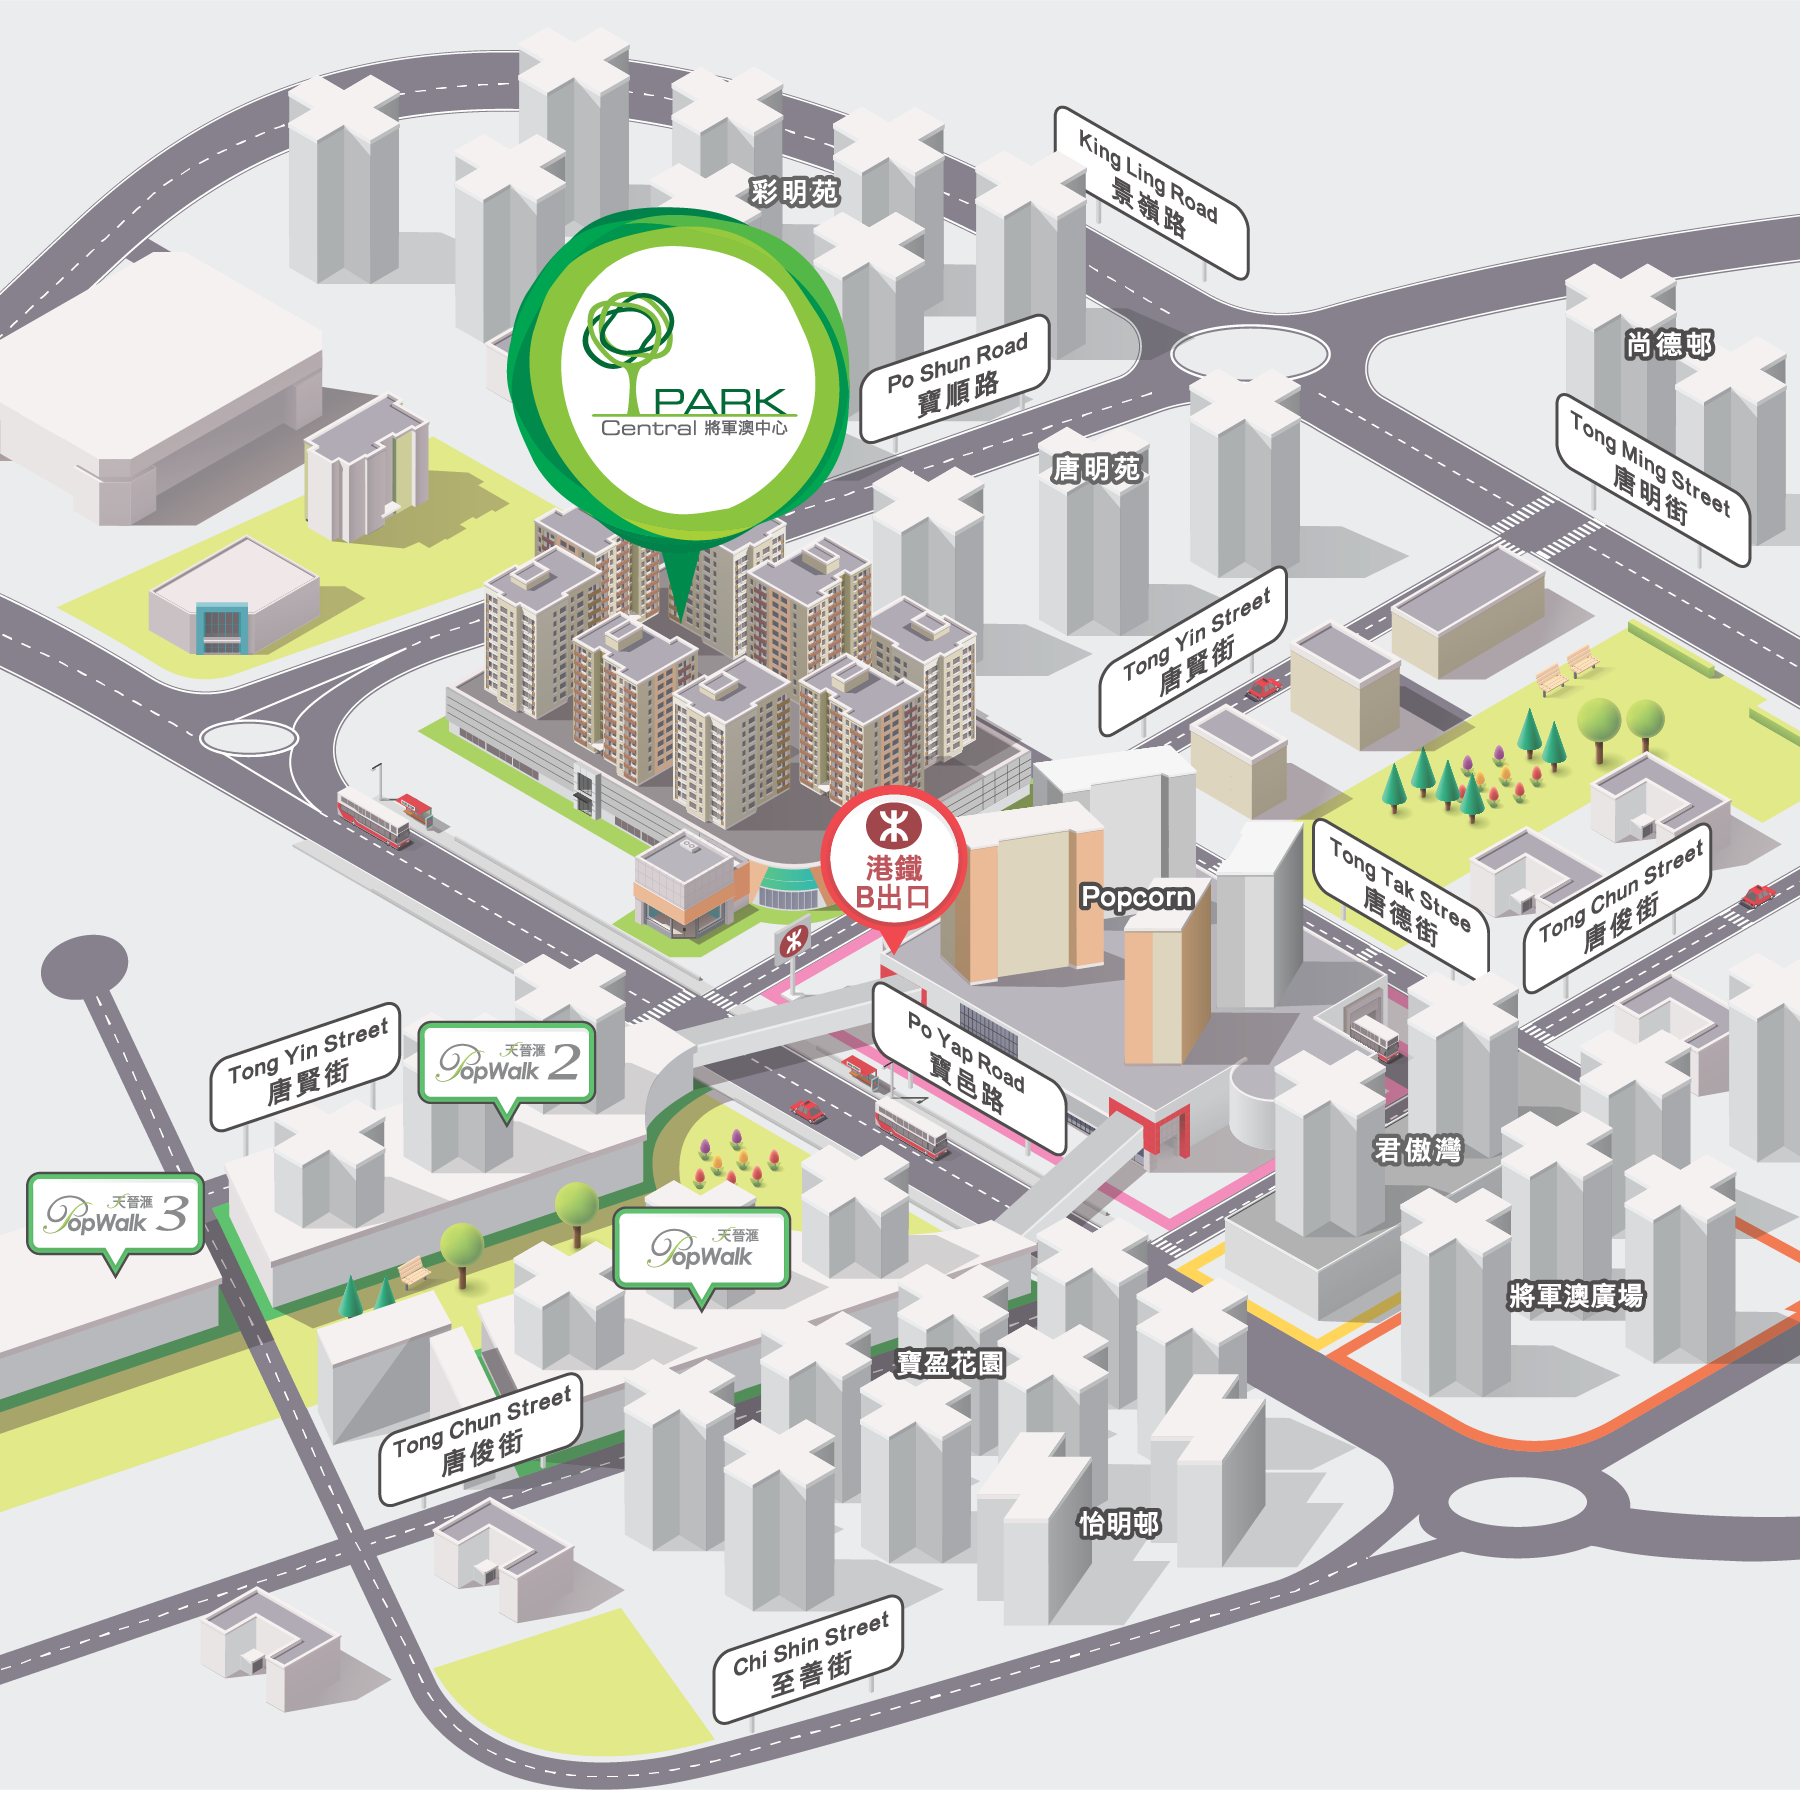 King Ling Road
景嶺路
彩明苑
PARK
Central 將軍澳中心
Po Shun Road
寶順路
尚德邨
Tong Ming Street
唐明街
唐明苑
Tong Yin Street
唐賢街
港鐵
B出口
Popcorn
Tong Tak Stree
唐德街
Tong Chun Street
唐俊街
Po Yap Road
寶邑路
Tong Yin Street
唐賢街
天晉滙
PopWalk 2
君傲灣
天晉滙
PopWalk 3
天晉滙
PopWalk
將軍澳廣場
寶盈花園
Tong Chun Street
唐俊街
怡明邨
Chi Shin Street
至善街